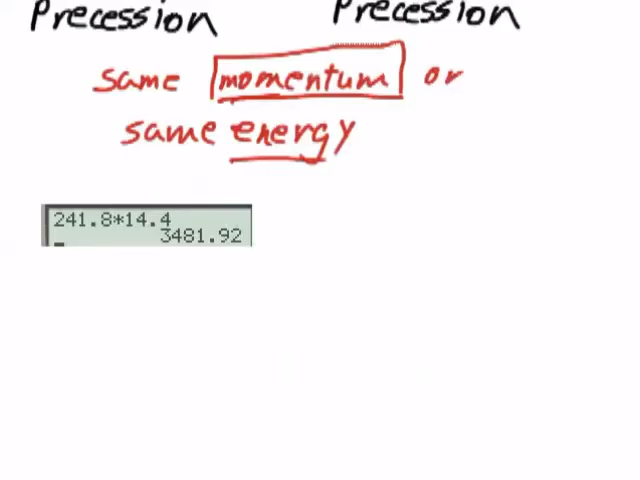 Precession Precession
same momentum or
same energy
241.8*14.4
3481.92